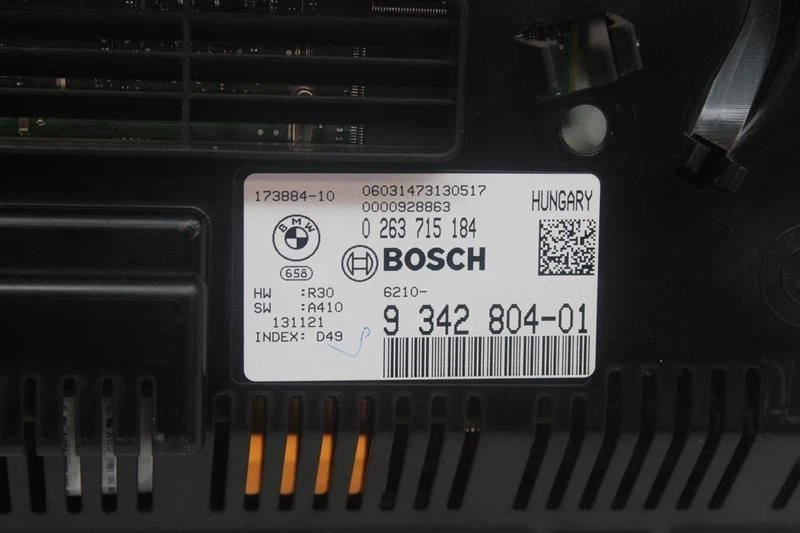 173884-10
06031473130517
0000928863
HUNGARY
0 263 715 184
BMW
658
BOSCH
HW :R30
SW :A410
131121
INDEX: D49
6210-
9 342 804-01